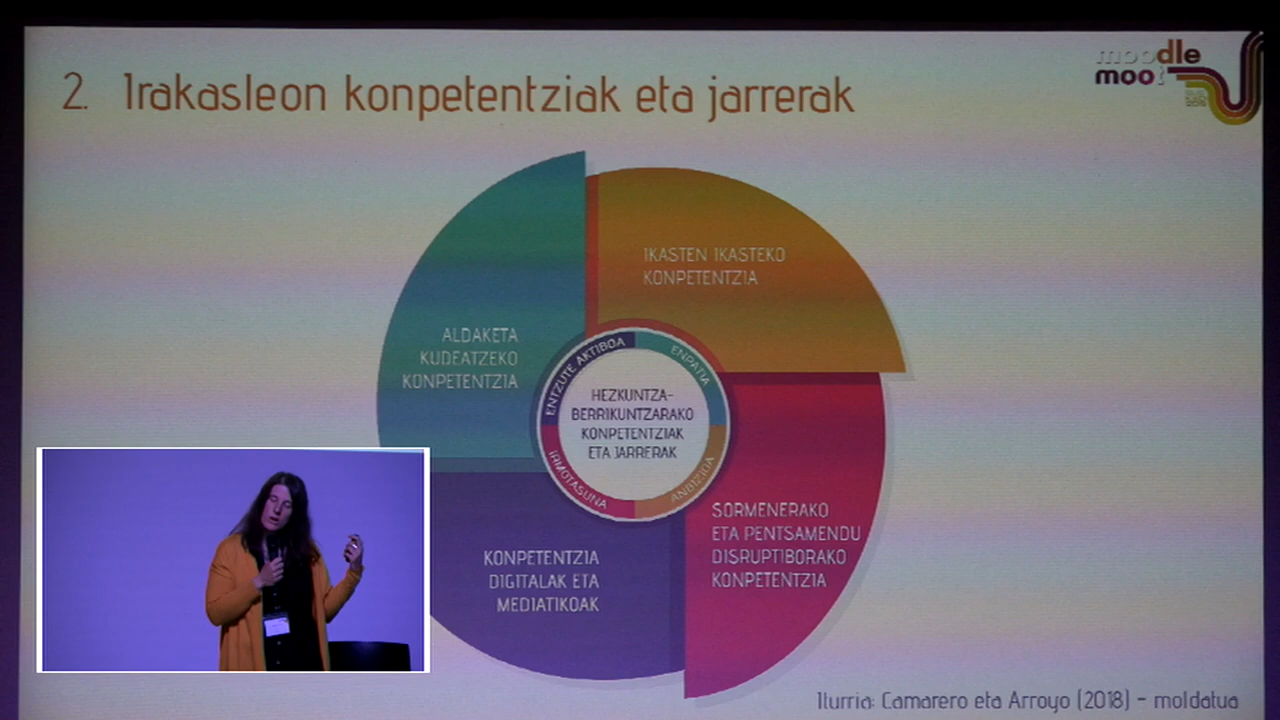 2. Irakasleon konpetentziak eta jarrerak
moodle
moot
IKASTEN IKASTEKO
KONPETENTZIA
ALDAKETA
KUDEATZEKO
KONPETENTZIA
ENTZUTE AKTIBOA
ENPATIA
HEZKUNTZA-
BERRIKUNTZARAKO
KONPETENTZIAK
ETA JARRERAK
IRMOTASUNA
ANBIZIOA
SORMENERAKO
ETA PENTSAMENDU
DISRUPTIBORAKO
KONPETENTZIA
KONPETENTZIA
DIGITALAK ETA
MEDIATIKOAK
Iturria: Camarero eta Arroyo (2018) - moldatua